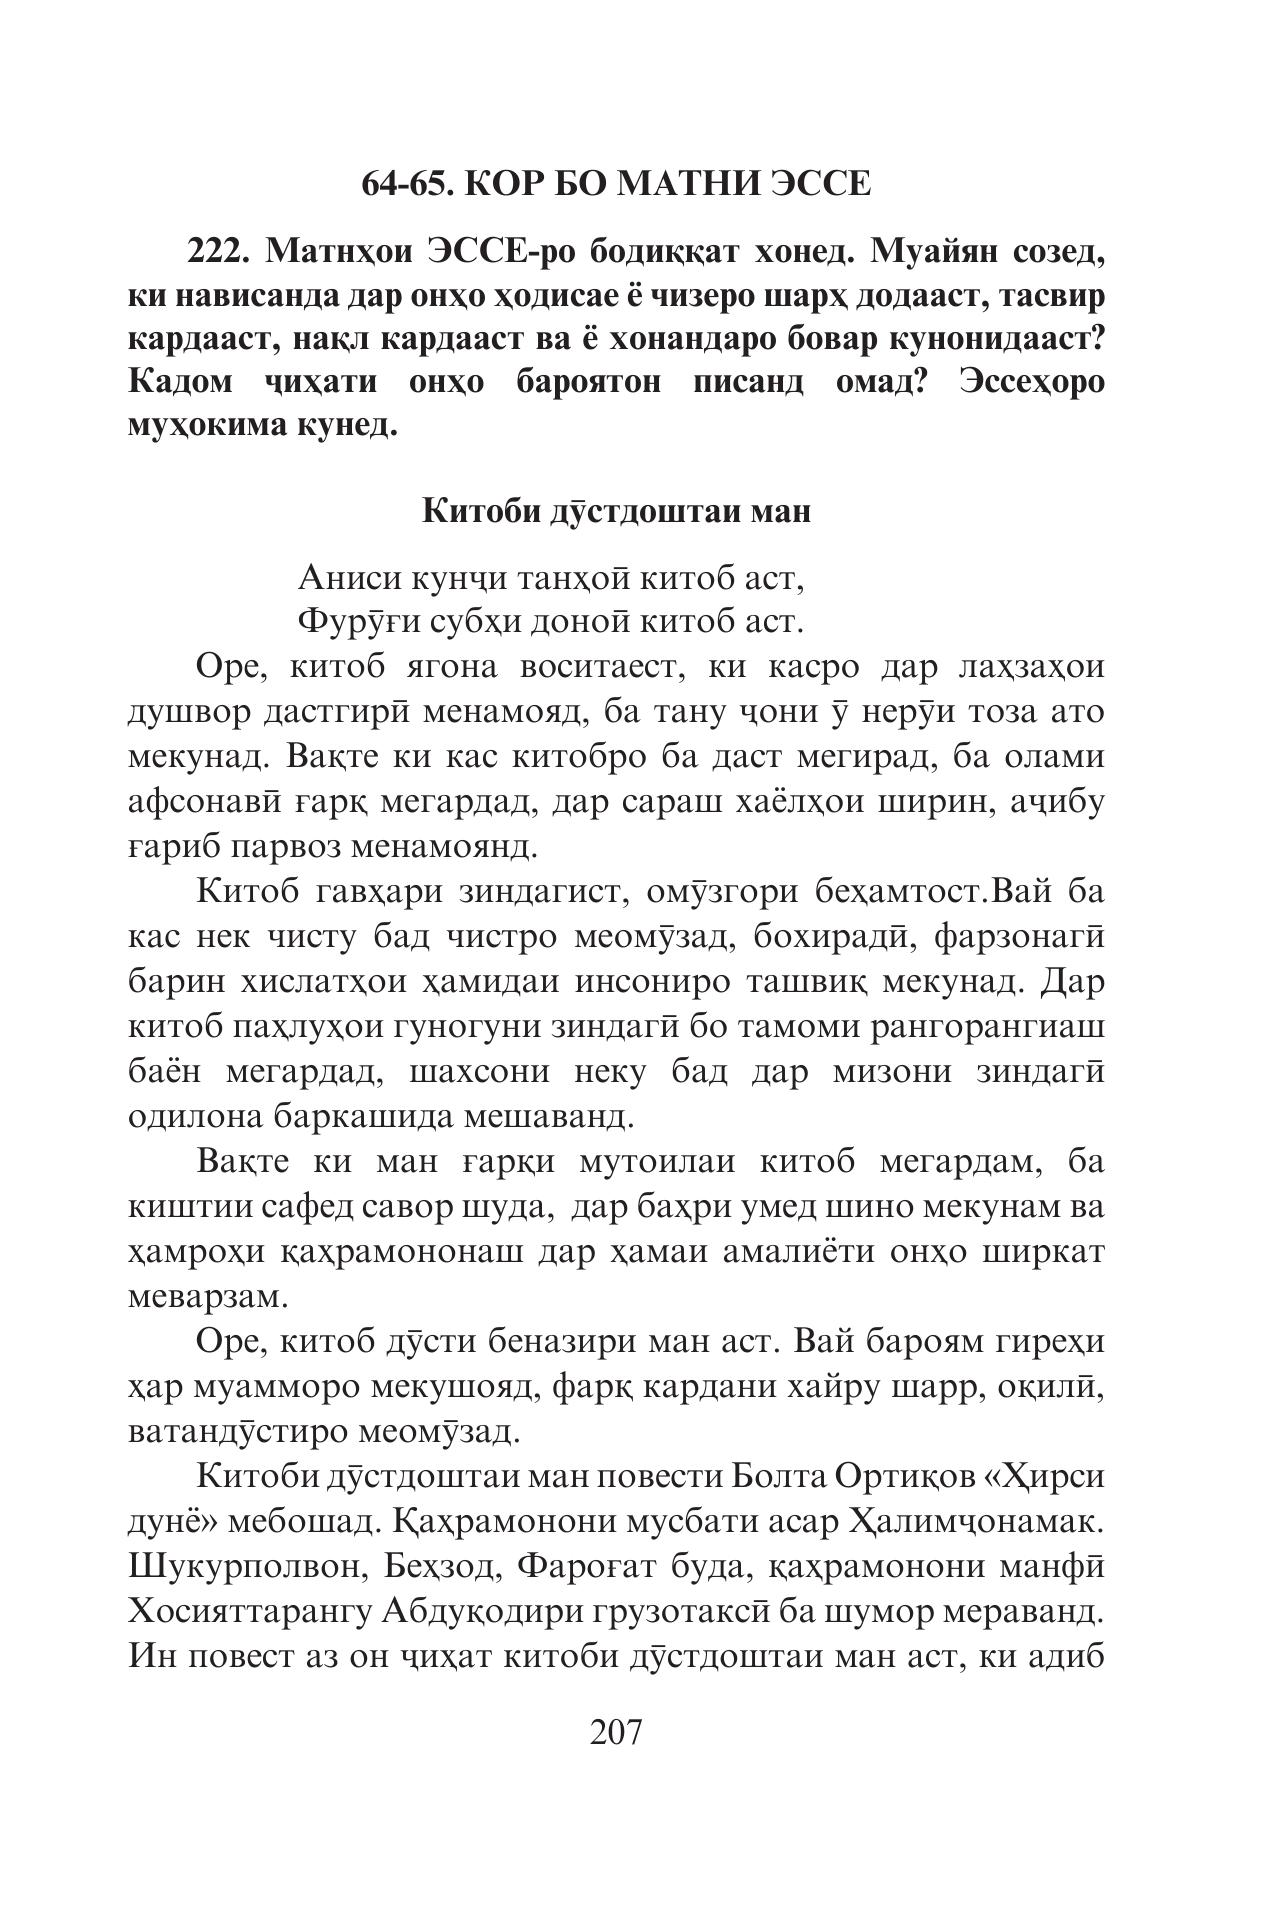 64-65. КОР БО МАТНИ ЭССЕ
222. Матнҳои ЭССЕ-ро бодиққат хонед. Муайян созед,
ки нависанда дар онҳо ҳодисае ё чизеро шарҳ додааст, тасвир
кардааст, нақл кардааст ва ё хонандаро бовар кунонидааст?
Кадом ҷиҳати онҳо бароятон писанд омад? Эссеҳоро
муҳокима кунед.
Китоби дӯстдоштаи ман
Аниси кунҷи танҳоӣ китоб аст,
Фурӯғи субҳи доноӣ китоб аст.
Оре, китоб ягона воситаест, ки касро дар лаҳзаҳои
душвор дастгирӣ менамояд, ба тану ҷони ӯ нерӯи тоза ато
мекунад. Вақте ки кас китобро ба даст мегирад, ба олами
афсонавӣ ғарқ мегардад, дар сараш хаёлҳои ширин, аҷибу
ғариб парвоз менамоянд.
Китоб гавҳари зиндагист, омӯзгори беҳамтост.Вай ба
кас нек чисту бад чистро меомӯзад, бохирадӣ, фарзонагӣ
барин хислатҳои ҳамидаи инсониро ташвиқ мекунад. Дар
китоб паҳлуҳои гуногуни зиндагӣ бо тамоми рангорангиаш
баён мегардад, шахсони неку бад дар мизони зиндагӣ
одилона баркашида мешаванд.
Вақте ки ман ғарқи мутоилаи китоб мегардам, ба
киштии сафед савор шуда,  дар баҳри умед шино мекунам ва
ҳамроҳи қаҳрамононаш дар ҳамаи амалиёти онҳо ширкат
меварзам.
Оре, китоб дӯсти беназири ман аст. Вай бароям гиреҳи
ҳар муамморо мекушояд, фарқ кардани хайру шарр, оқилӣ,
ватандӯстиро меомӯзад.
Китоби дӯстдоштаи ман повести Болта Ортиқов «Ҳирси
дунё» мебошад. Қаҳрамонони мусбати асар Ҳалимҷонамак.
Шукурполвон, Беҳзод, Фароғат буда, қаҳрамонони манфӣ
Хосияттарангу Абдуқодири грузотаксӣ ба шумор мераванд.
Ин повест аз он ҷиҳат китоби дӯстдоштаи ман аст, ки адиб
207